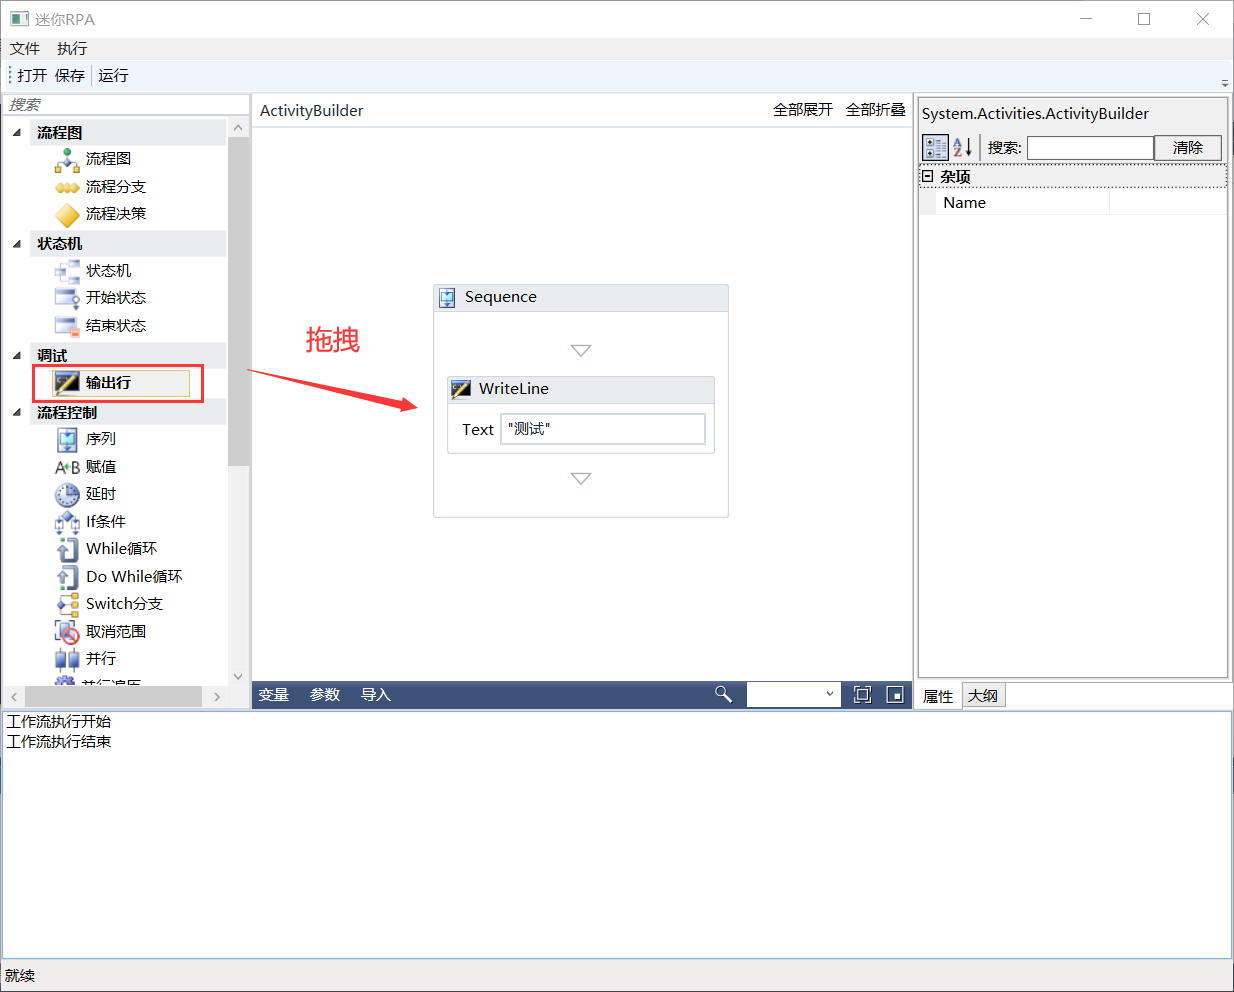 迷你RPA
文件 执行
打开 保存 运行
搜索
流程图
流程图
流程分支
流程决策
状态机
状态机
开始状态
结束状态
调试
输出行
流程控制
序列
A B 赋值
延时
If条件
While循环
Do While循环
Switch分支
取消范围
并行
并行遍历
ActivityBuilder 全部展开 全部折叠
拖拽
Sequence
WriteLine
Text "测试"
变量 参数 导入
System.Activities.ActivityBuilder
A Z 搜索: 清除
杂项
Name
属性 大纲
工作流执行开始
工作流执行结束
就续